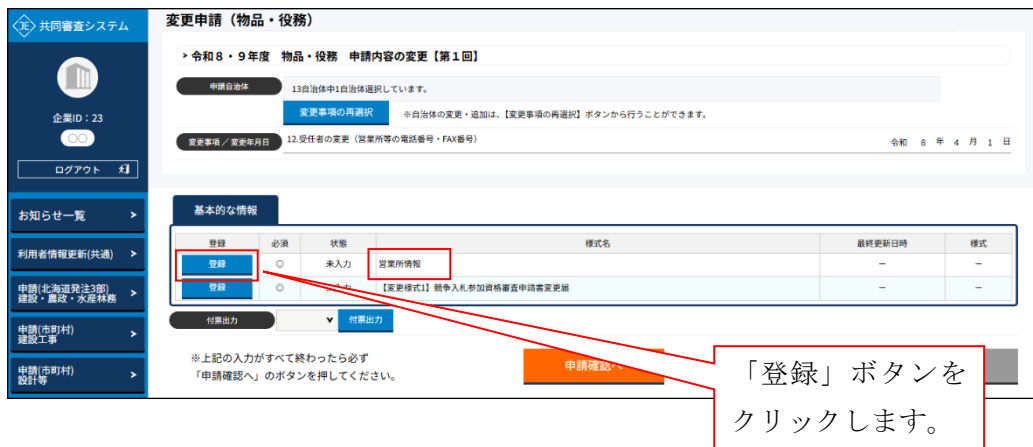 JE 共同審査システム
企業ID：23
○○
ログアウト
お知らせ一覧 >
利用者情報更新(共通) >
申請(北海道発注3部)
建設・農政・水産林務 >
申請(市町村)
建設工事 >
申請(市町村)
設計等 >
変更申請（物品・役務）
> 令和８・９年度　物品・役務　申請内容の変更【第１回】
申請自治体 13自治体中1自治体選択しています。
変更事項の再選択 ※自治体の変更・追加は、【変更事項の再選択】ボタンから行うことができます。
変更事項／変更年月日 12.受任者の変更（営業所等の電話番号・FAX番号） 令和 8 年 4 月 1 日
基本的な情報
登録 必須 状態 様式名 最終更新日時 様式
登録 ◎ 未入力 営業所情報 － －
登録 ◎ 【変更様式1】競争入札参加資格審査申請書変更届 － －
付票出力 付票出力
※上記の入力がすべて終わったら必ず
「申請確認へ」のボタンを押してください。
申請確認へ
「登録」ボタンを
クリックします。